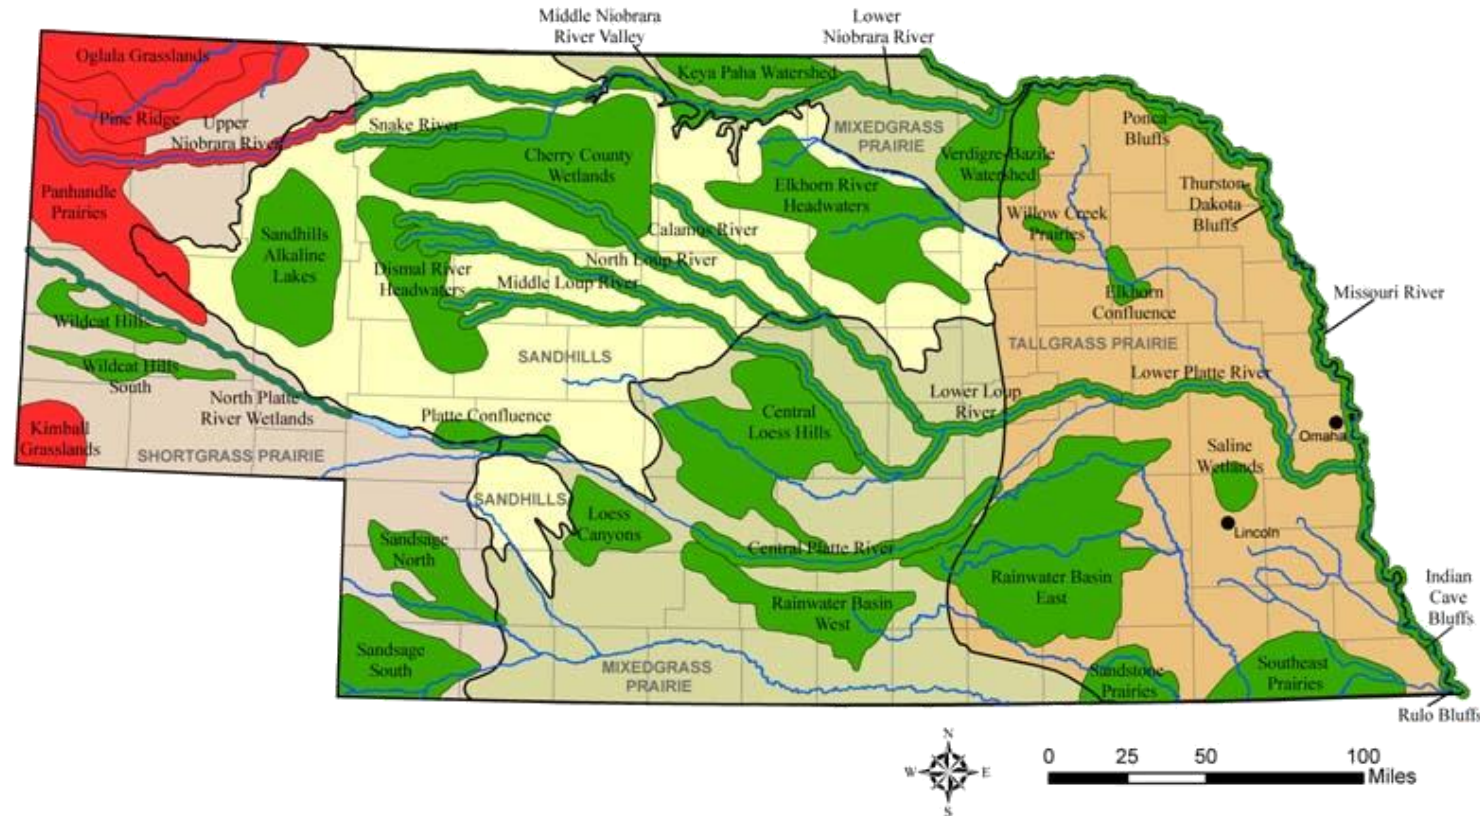 Middle Niobrara
River Valley
Lower
Niobrara River
Oglala Grasslands
Keya Paha Watershed
Pine Ridge
Upper
Niobrara River
Snake River
MIXEDGRASS
PRAIRIE
Ponca
Bluffs
Cherry County
Wetlands
Verdigre-Bazile
Watershed
Panhandle
Prairies
Elkhorn River
Headwaters
Thurston-
Dakota
Bluffs
Willow Creek
Prairies
Sandhills
Alkaline
Lakes
Calamus River
Dismal River
Headwaters
North Loup River
Middle Loup River
Elkhorn
Confluence
Missouri River
Wildcat Hills
SANDHILLS
TALLGRASS PRAIRIE
Wildcat Hills
South
Lower Platte River
North Platte
River Wetlands
Platte Confluence
Central
Loess Hills
Lower Loup
River
Kimball
Grasslands
SHORTGRASS PRAIRIE
Omaha
Saline
Wetlands
SANDHILLS
Loess
Canyons
Lincoln
Sandsage
North
Central Platte River
Rainwater Basin
East
Indian
Cave
Bluffs
Rainwater Basin
West
Sandsage
South
MIXEDGRASS
PRAIRIE
Sandstone
Prairies
Southeast
Prairies
Rulo Bluffs
N
W
E
S
0 25 50 100
Miles